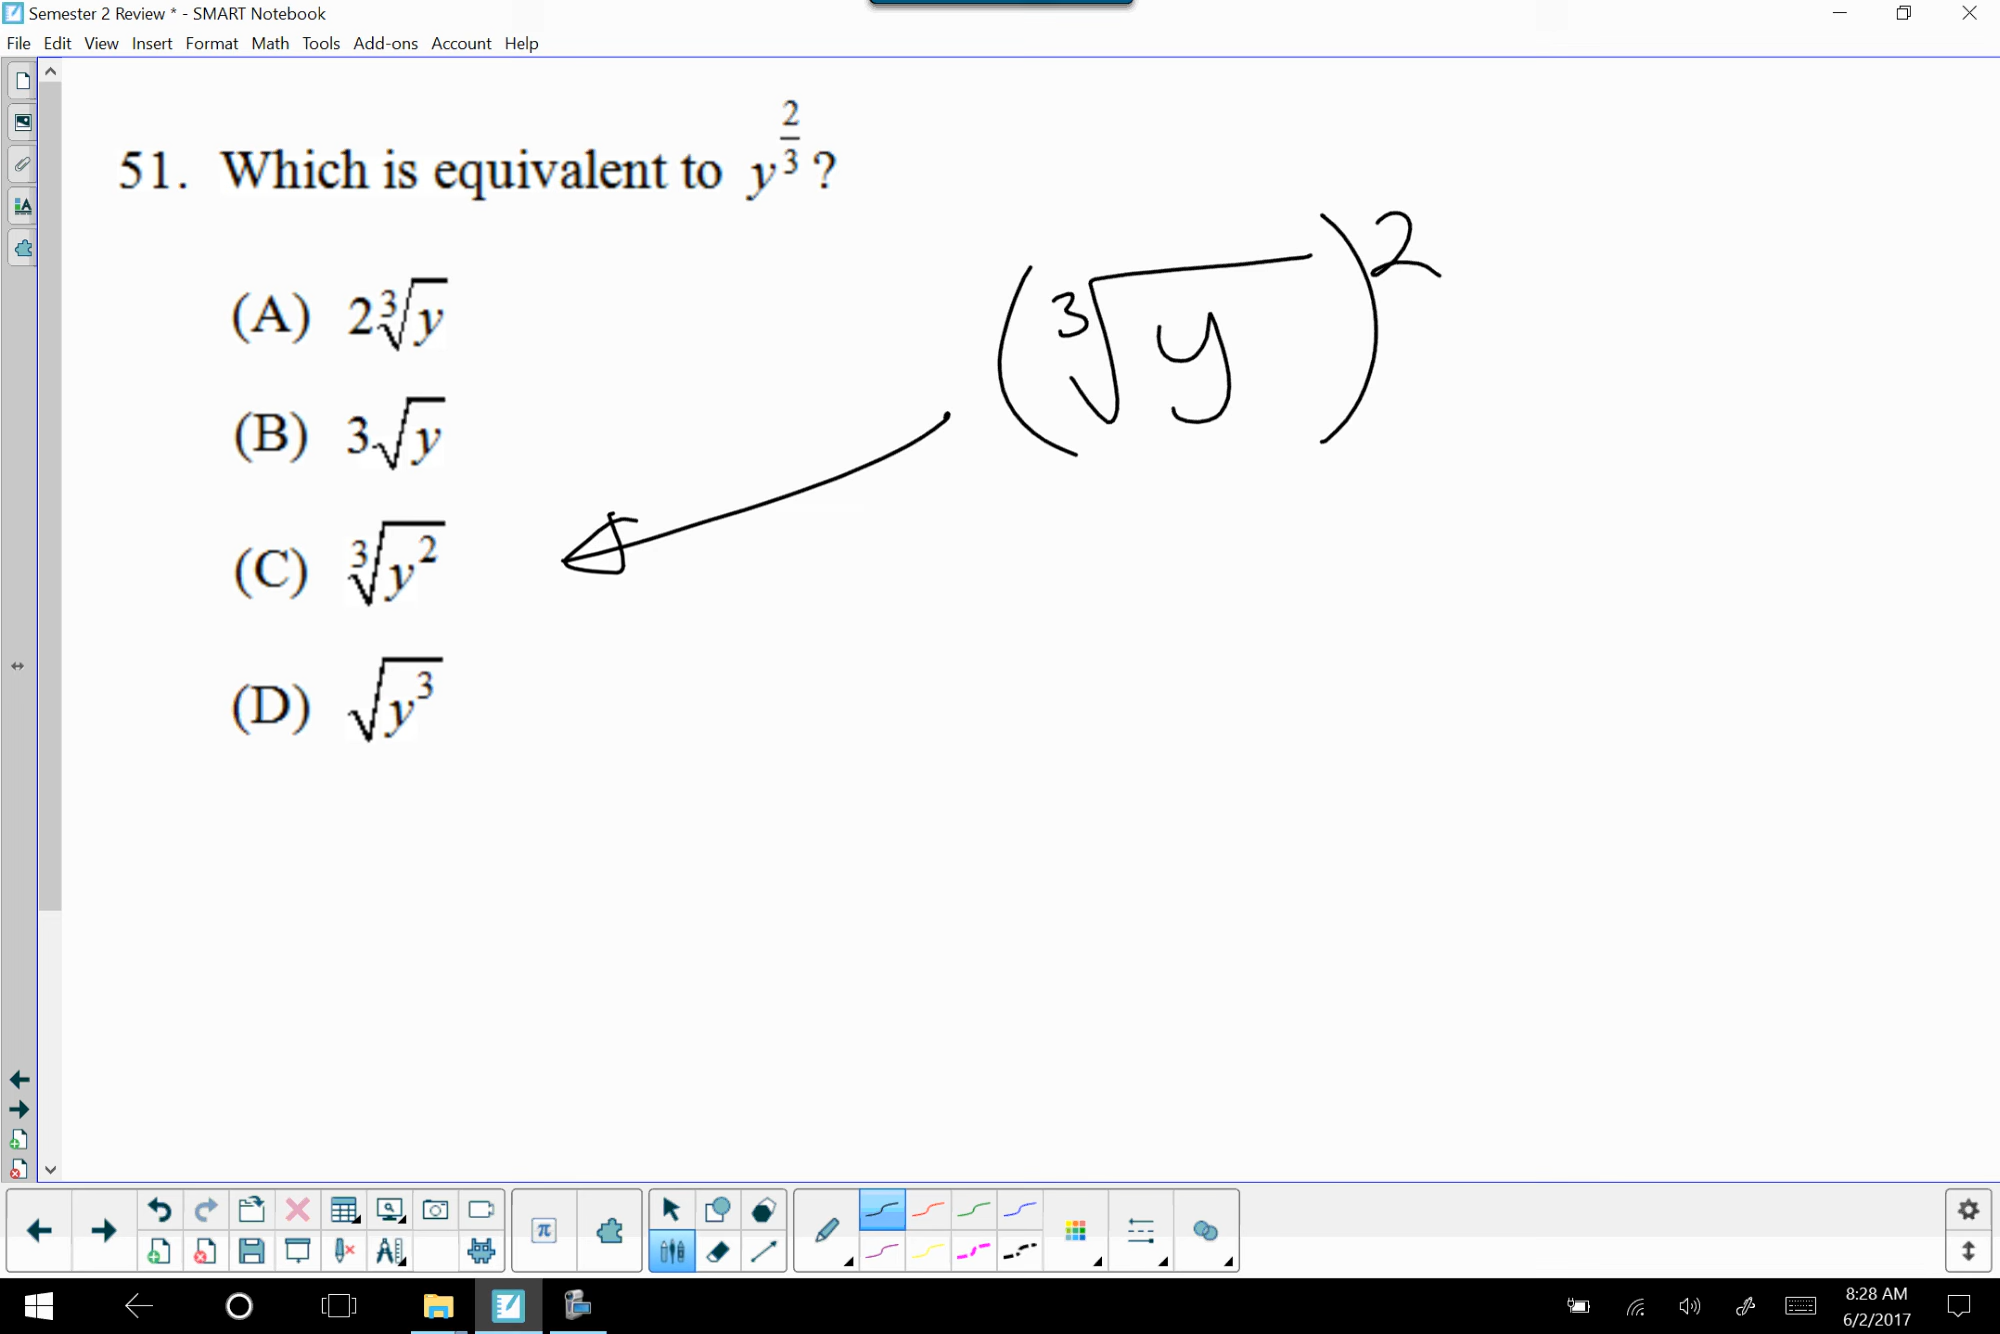 Semester 2 Review * - SMART Notebook
File Edit View Insert Format Math Tools Add-ons Account Help
51. Which is equivalent to y^(2/3) ?
(A) 2∛y
(B) 3√y
(C) ∛(y²)
(D) √(y³)
(∛y)²
π
8:28 AM
6/2/2017